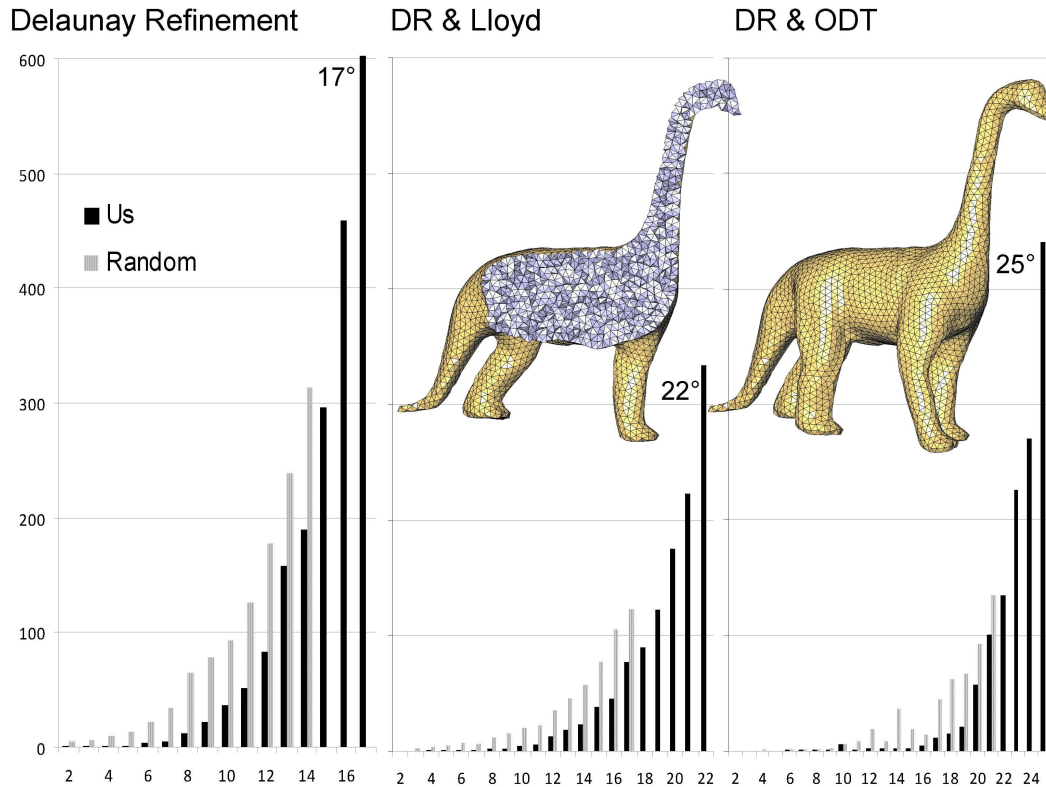 Delaunay Refinement
DR & Lloyd
DR & ODT
600
500
400
300
200
100
0
17°
Us
Random
22°
25°
2 4 6 8 10 12 14 16
2 4 6 8 10 12 14 16 18 20 22
2 4 6 8 10 12 14 16 18 20 22 24